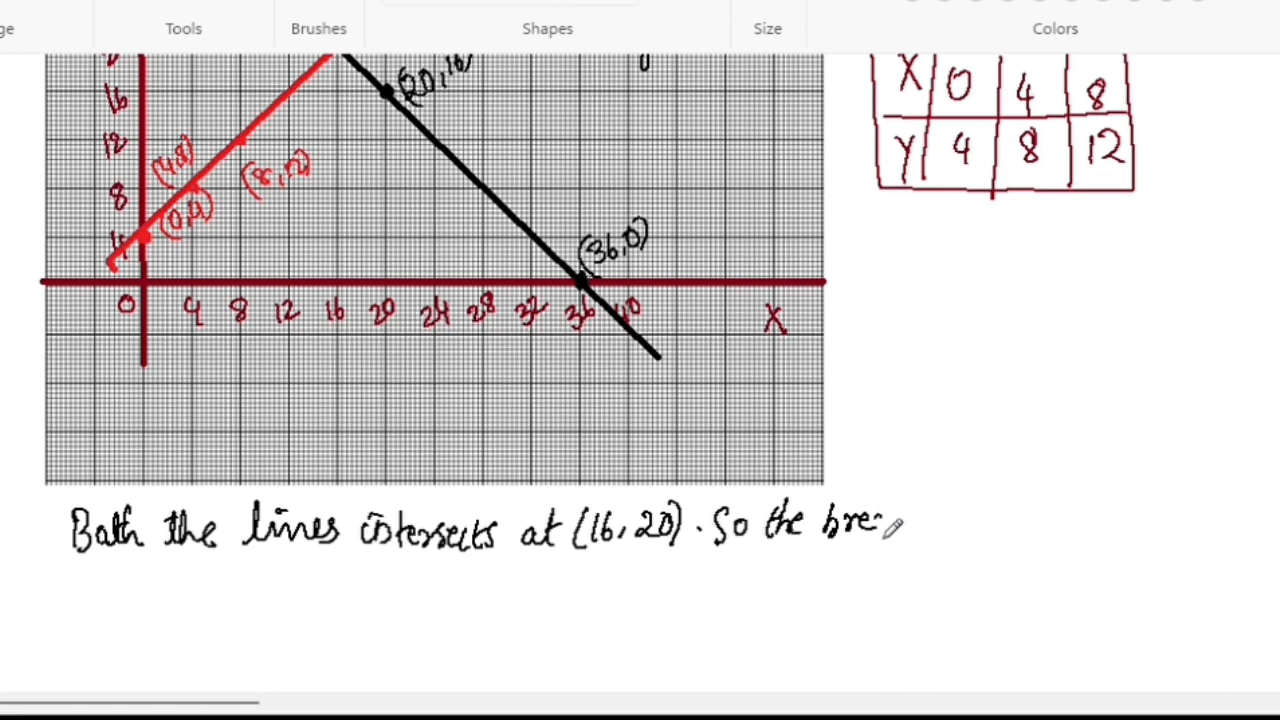 Tools Brushes Shapes Size Colors
(20,16)
16
12
8
4
(4,8)
(0,4)
(8,12)
(36,0)
0 4 8 12 16 20 24 28 32 36 40 X
X 0 4 8
Y 4 8 12
Bath the lines intersects at (16,20). So the bre